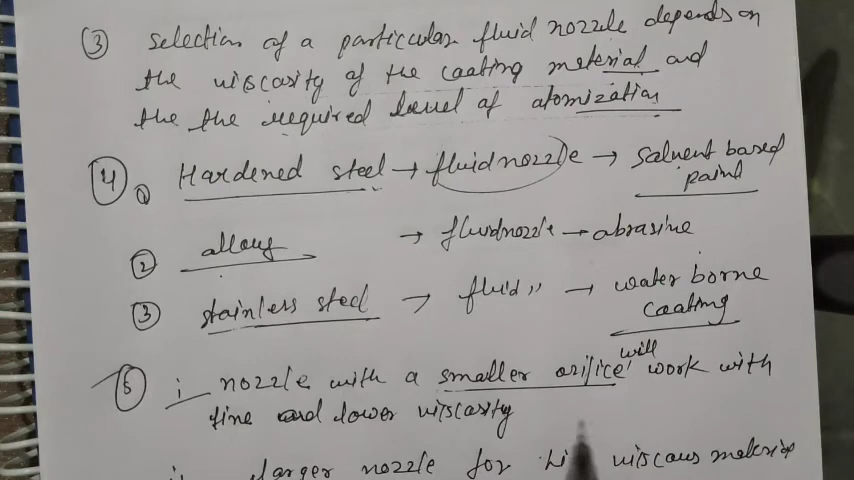 ③ selection of a particular fluid nozzle depends on
the viscosity of the coating material and
the the required level of atomization
④ ① Hardened steel → fluid nozzle → Solvent based
paint
② alloy → fluid nozzle → abrasive
③ stainless steel → fluid " → water borne
coating
⑤ i nozzle with a smaller orifice will work with
fine and lower viscosity
larger nozzle for viscous material